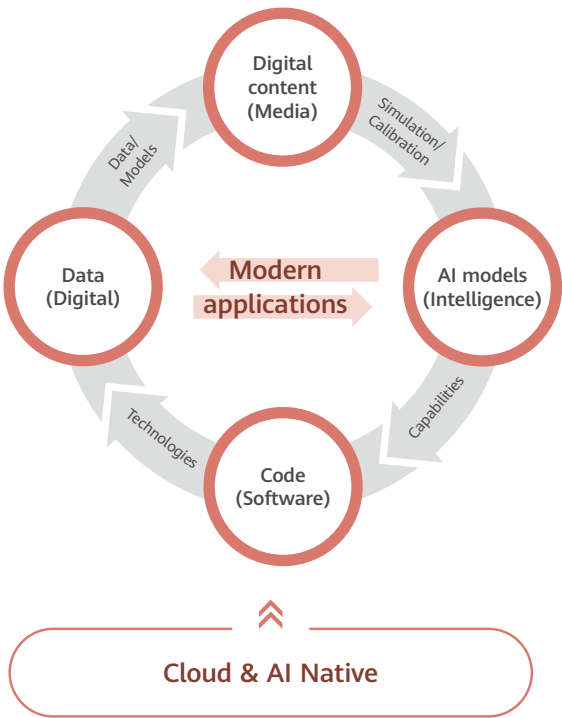 Digital
content
(Media)
Simulation/
Calibration
Data/
Models
Data
(Digital)
Modern
applications
AI models
(Intelligence)
Capabilities
Technologies
Code
(Software)
Cloud & AI Native